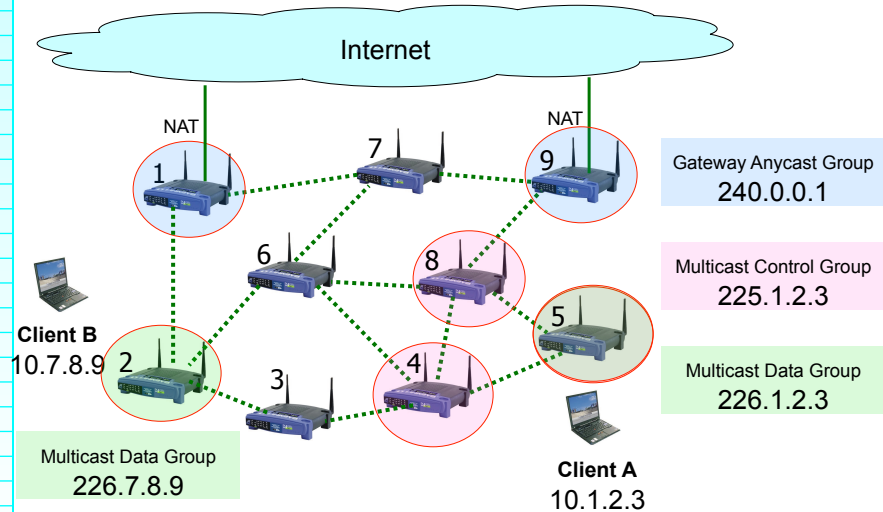 Internet
NAT
NAT
7
9
1
Gateway Anycast Group
240.0.0.1
6
8
Multicast Control Group
225.1.2.3
5
Client B
10.7.8.9
2
4
3
Multicast Data Group
226.1.2.3
Multicast Data Group
226.7.8.9
Client A
10.1.2.3